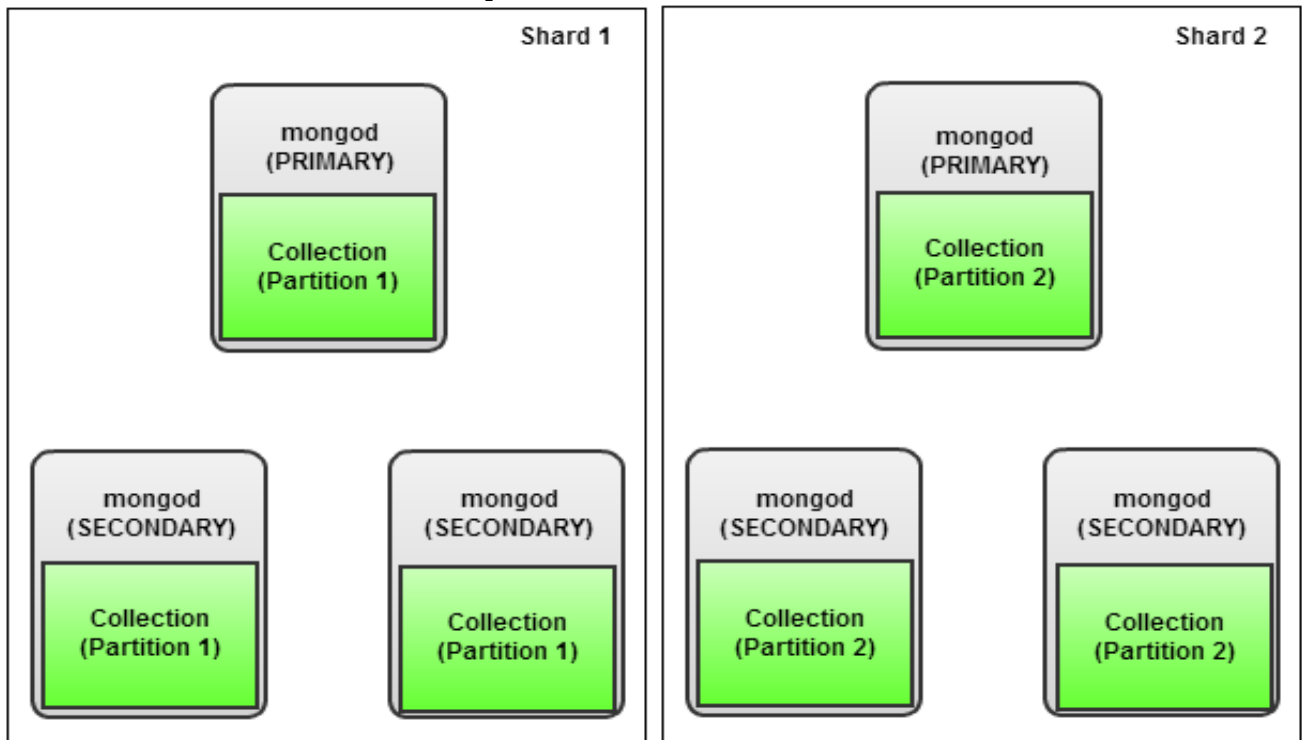 Shard 1
mongod
(PRIMARY)
Collection
(Partition 1)
mongod
(SECONDARY)
Collection
(Partition 1)
mongod
(SECONDARY)
Collection
(Partition 1)
Shard 2
mongod
(PRIMARY)
Collection
(Partition 2)
mongod
(SECONDARY)
Collection
(Partition 2)
mongod
(SECONDARY)
Collection
(Partition 2)